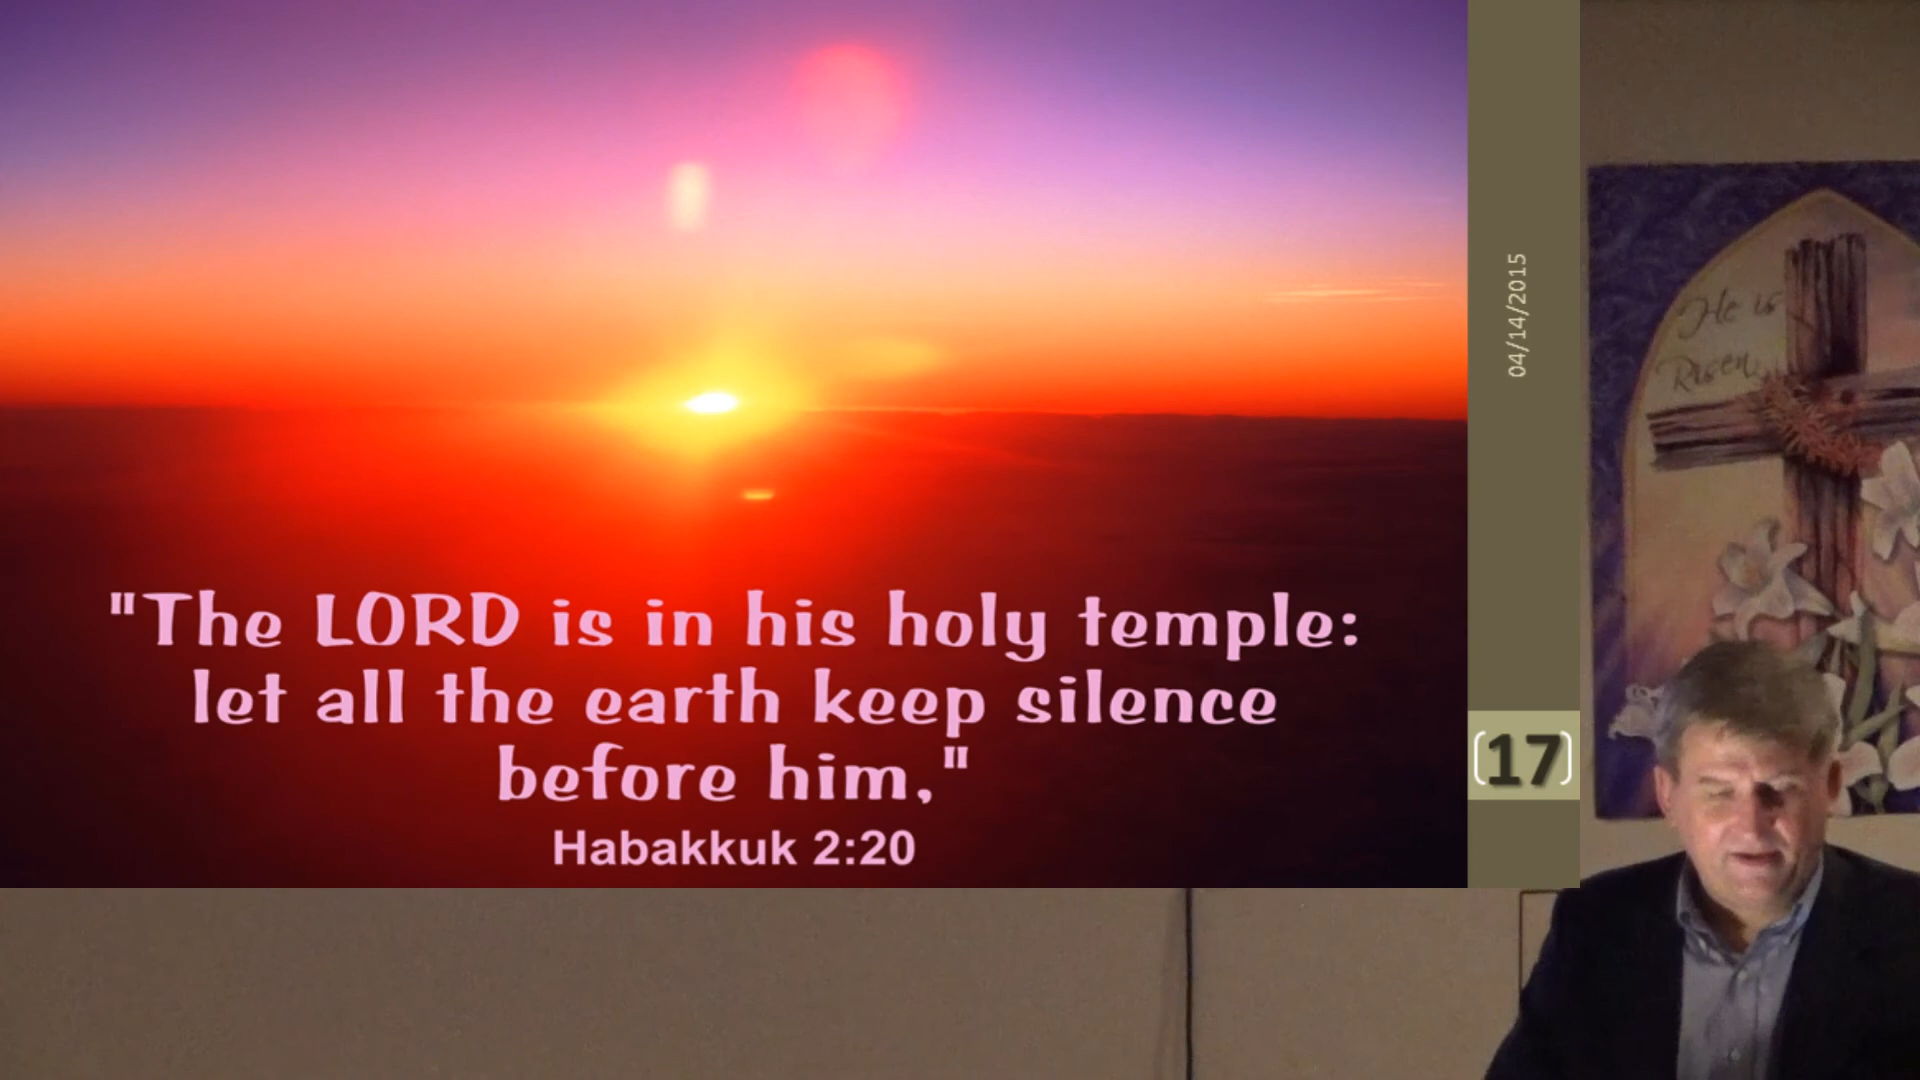 "The LORD is in his holy temple:
let all the earth keep silence
before him,"
Habakkuk 2:20
04/14/2015
17
He is
Risen